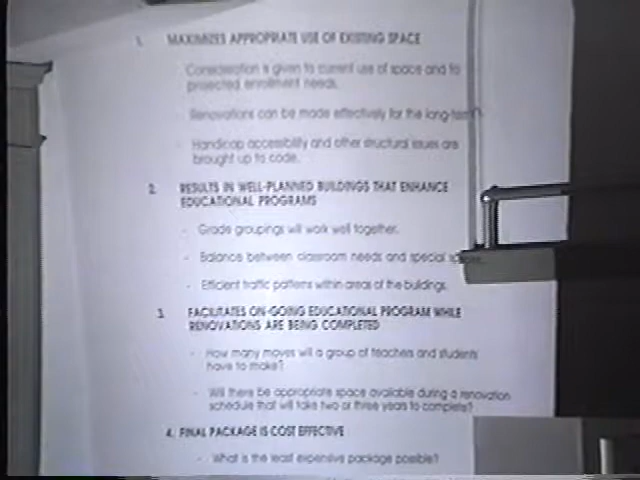 1. MAXIMIZES APPROPRIATE USE OF EXISTING SPACE
Consideration is given to current use of space and to
projected enrollment needs.
Renovations can be made effectively for the long-term
- Handicap accessibility and other structural issues are
brought up to code.
2. RESULTS IN WELL-PLANNED BUILDINGS THAT ENHANCE
EDUCATIONAL PROGRAMS
- Grade groupings will work well together.
- Balance between classroom needs and special
- Efficient traffic patterns within areas of the buildings.
3. FACILITATES ON-GOING EDUCATIONAL PROGRAM WHILE
RENOVATIONS ARE BEING COMPLETED
- How many moves will a group of teachers and students
have to make?
- Will there be appropriate space available during a renovation
schedule that will take two or three years to complete?
4. FINAL PACKAGE IS COST EFFECTIVE
- What is the least expensive package possible?